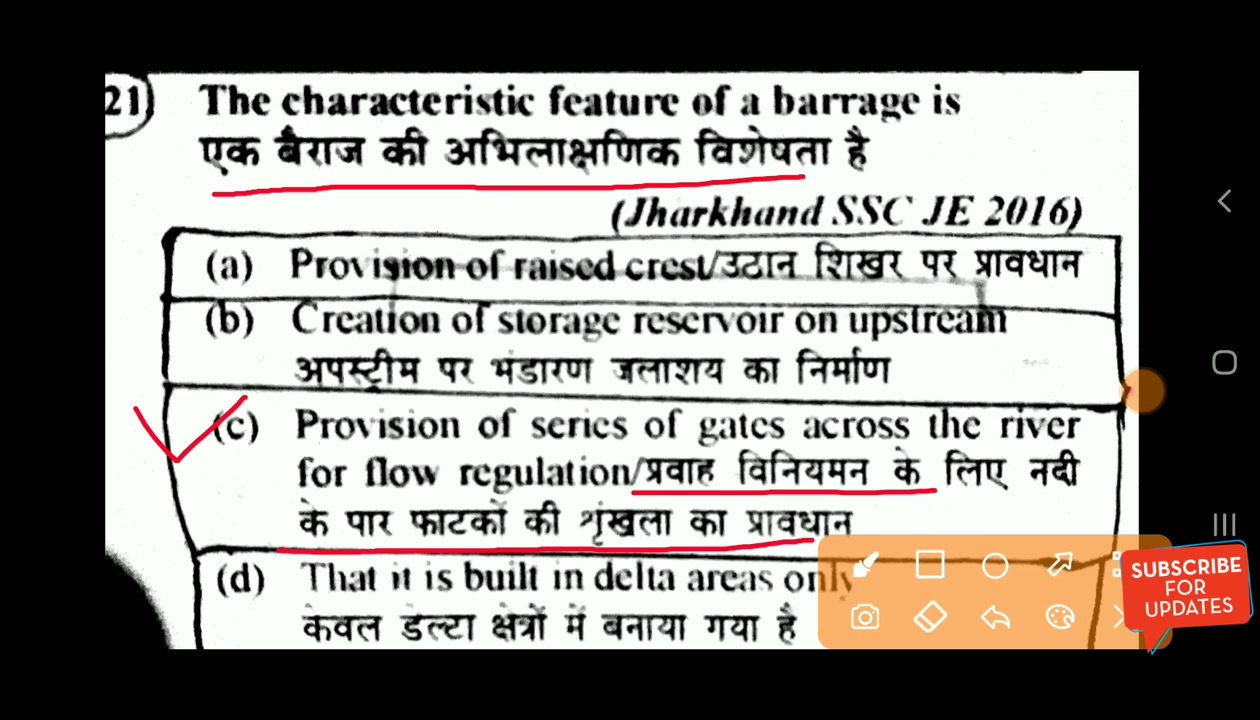 21) The characteristic feature of a barrage is
एक बैराज की अभिलाक्षणिक विशेषता है
(Jharkhand SSC JE 2016)
(a) Provision of raised crest/उठान शिखर पर प्रावधान
(b) Creation of storage reservoir on upstream
अपस्ट्रीम पर भंडारण जलाशय का निर्माण
(c) Provision of series of gates across the river
for flow regulation/प्रवाह विनियमन के लिए नदी
के पार फाटकों की शृंखला का प्रावधान
(d) That it is built in delta areas only
केवल डेल्टा क्षेत्रों में बनाया गया है
SUBSCRIBE
FOR
UPDATES